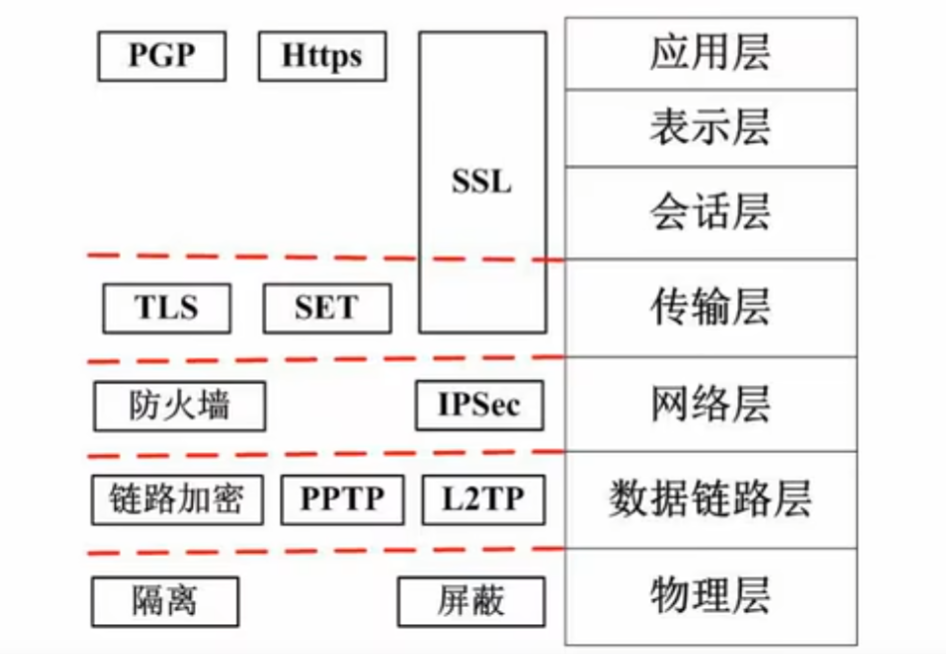 PGP Https 应用层
表示层
SSL 会话层
TLS SET 传输层
防火墙 IPSec 网络层
链路加密 PPTP L2TP 数据链路层
隔离 屏蔽 物理层